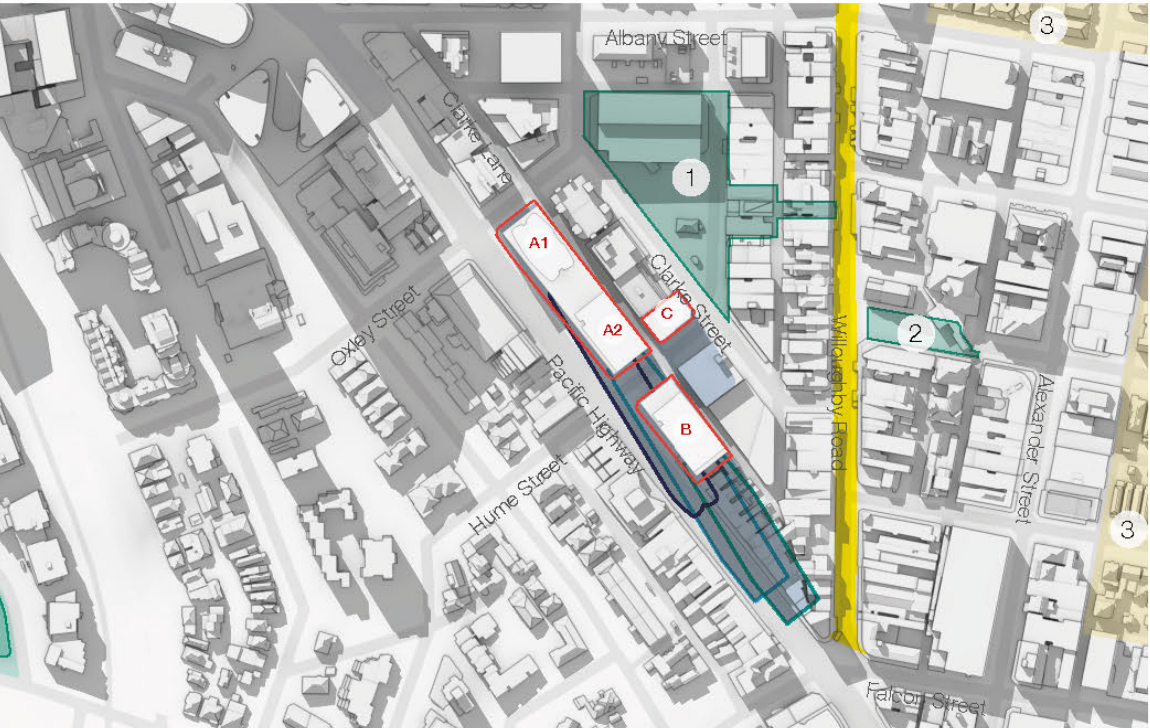 Albany Street
3
Clarke Lane
1
A1
Clarke Street
C
A2
2
Oxley Street
Pacific Highway
Willoughby Road
Alexander Street
B
Hume Street
3
Falcon Street